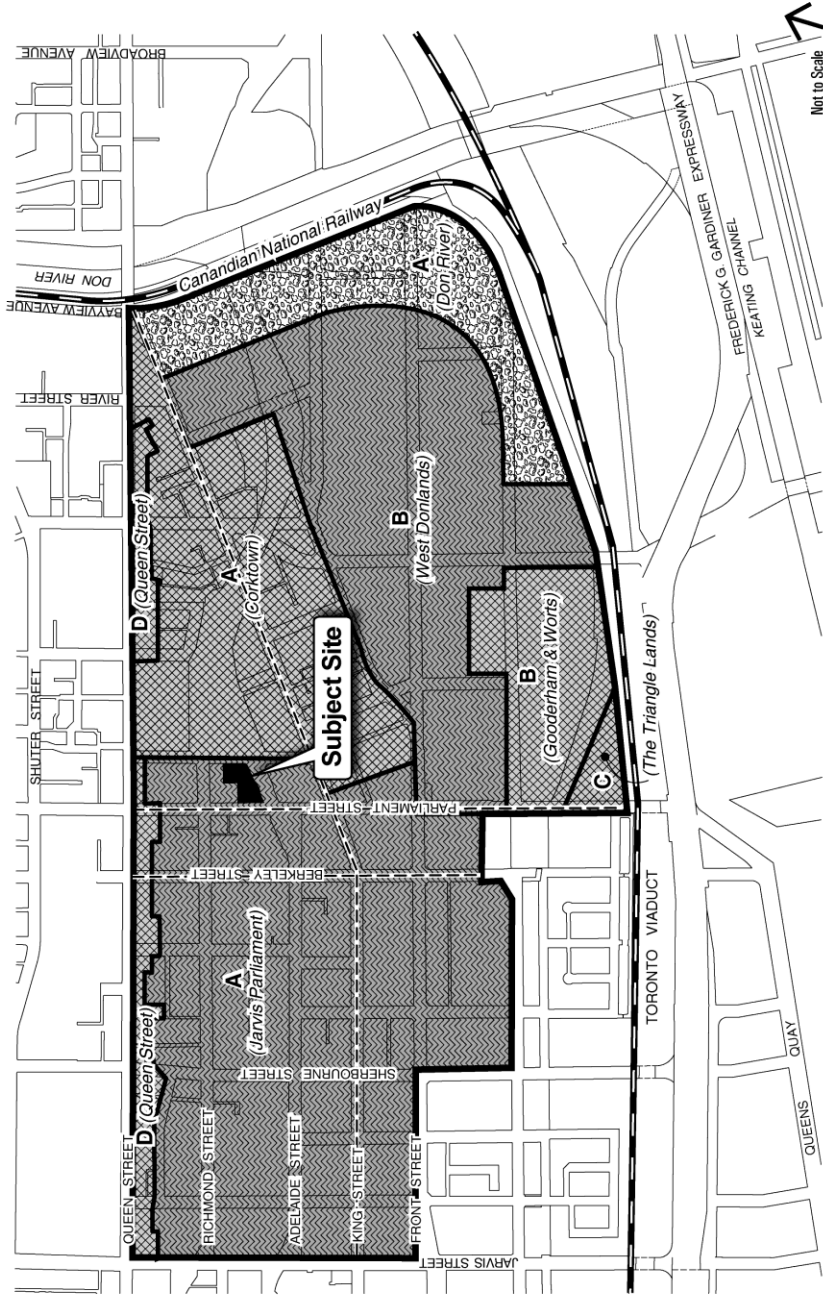 BROADVIEW
AVENUE
DON RIVER
BAYVIEW AVENUE
RIVER STREET
SHUTER STREET
Canandian National Railway
A
(Don River)
D (Queen Street)
A
(Corktown)
B
(West Donlands)
Subject Site
B
(Gooderham & Worts)
C
(The Triangle Lands)
PARLIAMENT
STREET
BERKELEY
STREET
A
(Jarvis Parliament)
D (Queen Street)
SHERBOURNE
STREET
QUEEN STREET
RICHMOND STREET
ADELAIDE STREET
KING STREET
FRONT STREET
JARVIS STREET
TORONTO VIADUCT
QUEENS QUAY
FREDERICK G. GARDINER EXPRESSWAY
KEATING CHANNEL
Not to Scale